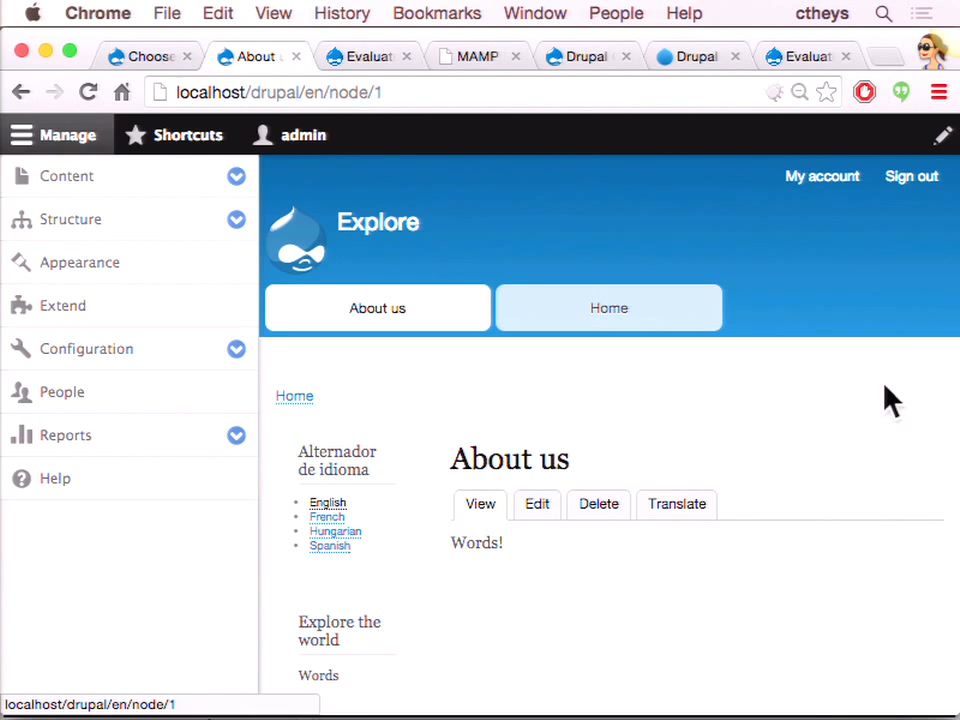 Chrome File Edit View History Bookmarks Window People Help ctheys
Choose About u Evaluat MAMP Drupal Drupal Evaluat
localhost/drupal/en/node/1
Manage Shortcuts admin
Content
Structure
Appearance
Extend
Configuration
People
Reports
Help
My account Sign out
Explore
About us Home
Home
Alternador
de idioma
English
French
Hungarian
Spanish
Explore the
world
Words
About us
View Edit Delete Translate
Words!
localhost/drupal/en/node/1